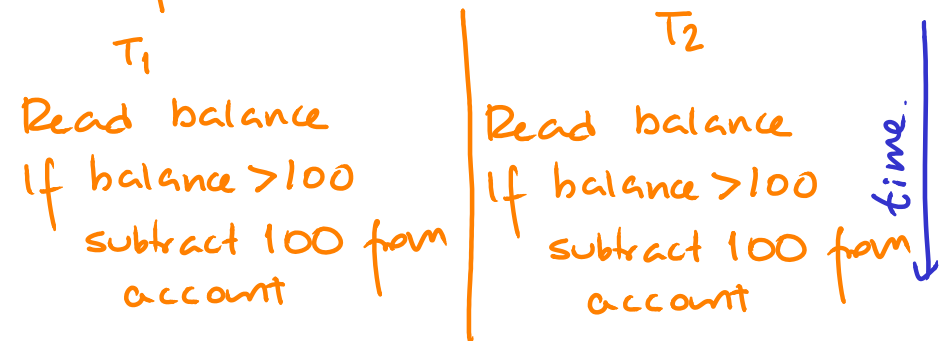 T1
Read balance
If balance >100
subtract 100 from
account
T2
Read balance
If balance >100
subtract 100 from
account
time.